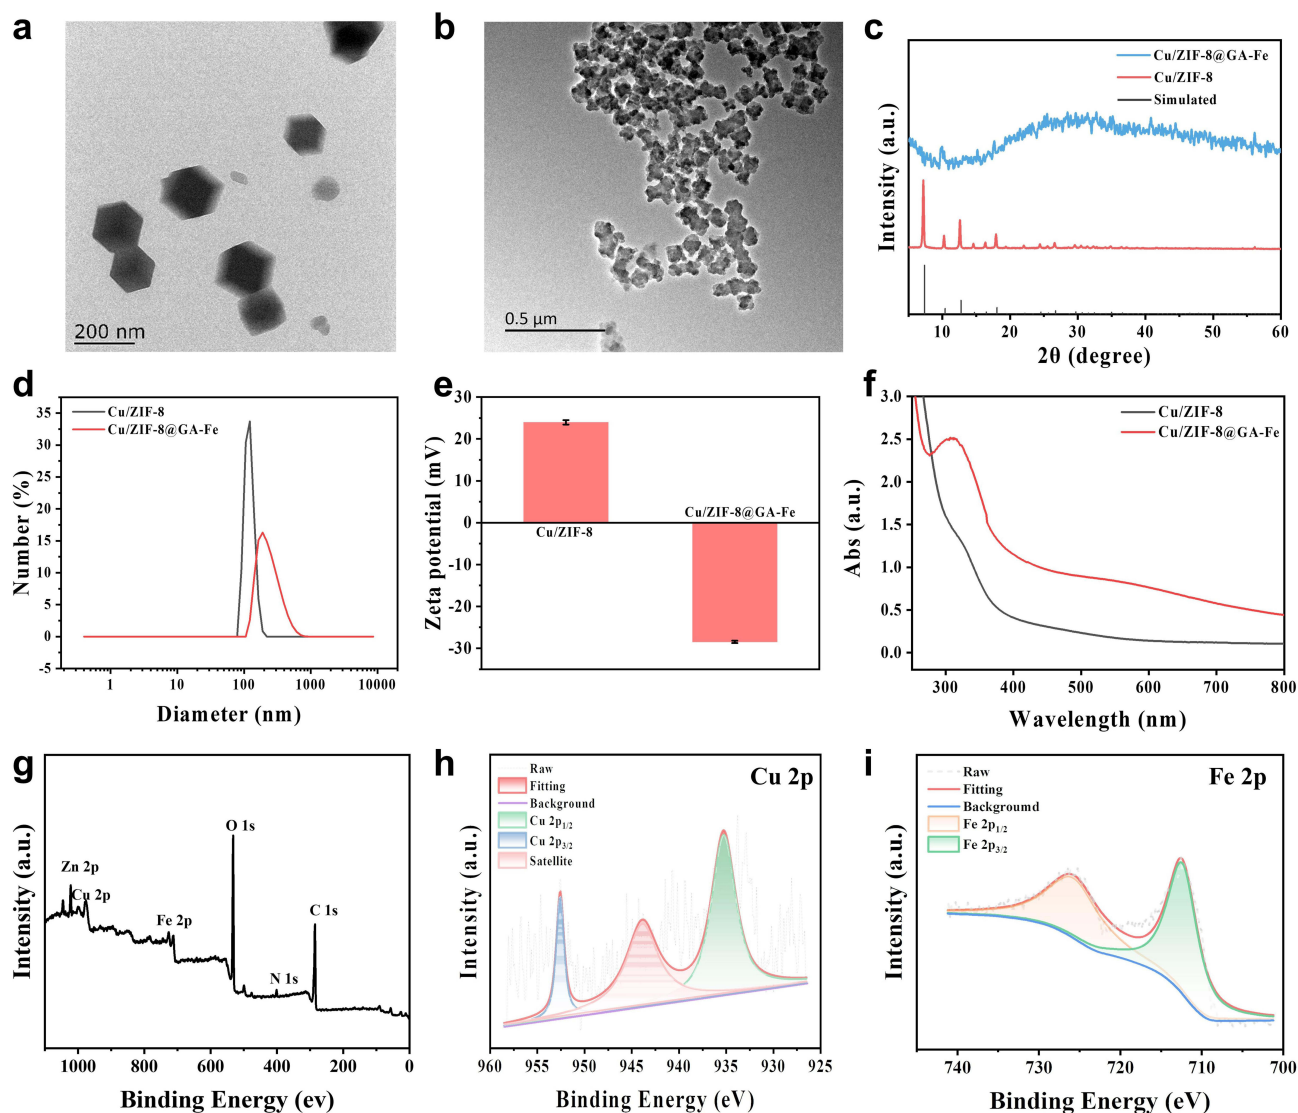 a
200 nm
b
0.5 µm
c
Cu/ZIF-8@GA-Fe
Cu/ZIF-8
Simulated
Intensity (a.u.)
10 20 30 40 50 60
2θ (degree)
d
Cu/ZIF-8
Cu/ZIF-8@GA-Fe
35
30
25
20
15
10
5
0
-5
Number (%)
1 10 100 1000 10000
Diameter (nm)
e
30
20
10
0
-10
-20
-30
Zeta potential (mV)
Cu/ZIF-8@GA-Fe
Cu/ZIF-8
f
Cu/ZIF-8
Cu/ZIF-8@GA-Fe
3.0
2.5
2.0
1.5
1.0
0.5
0.0
Abs (a.u.)
300 400 500 600 700 800
Wavelength (nm)
g
O 1s
Zn 2p
Cu 2p
Fe 2p
C 1s
N 1s
Intensity (a.u.)
1000 800 600 400 200 0
Binding Energy (ev)
h
Cu 2p
Raw
Fitting
Background
Cu 2p1/2
Cu 2p3/2
Satellite
Intensity (a.u.)
960 955 950 945 940 935 930 925
Binding Energy (eV)
i
Fe 2p
Raw
Fitting
Backgroumd
Fe 2p1/2
Fe 2p3/2
Intensity (a.u.)
740 730 720 710 700
Binding Energy (eV)